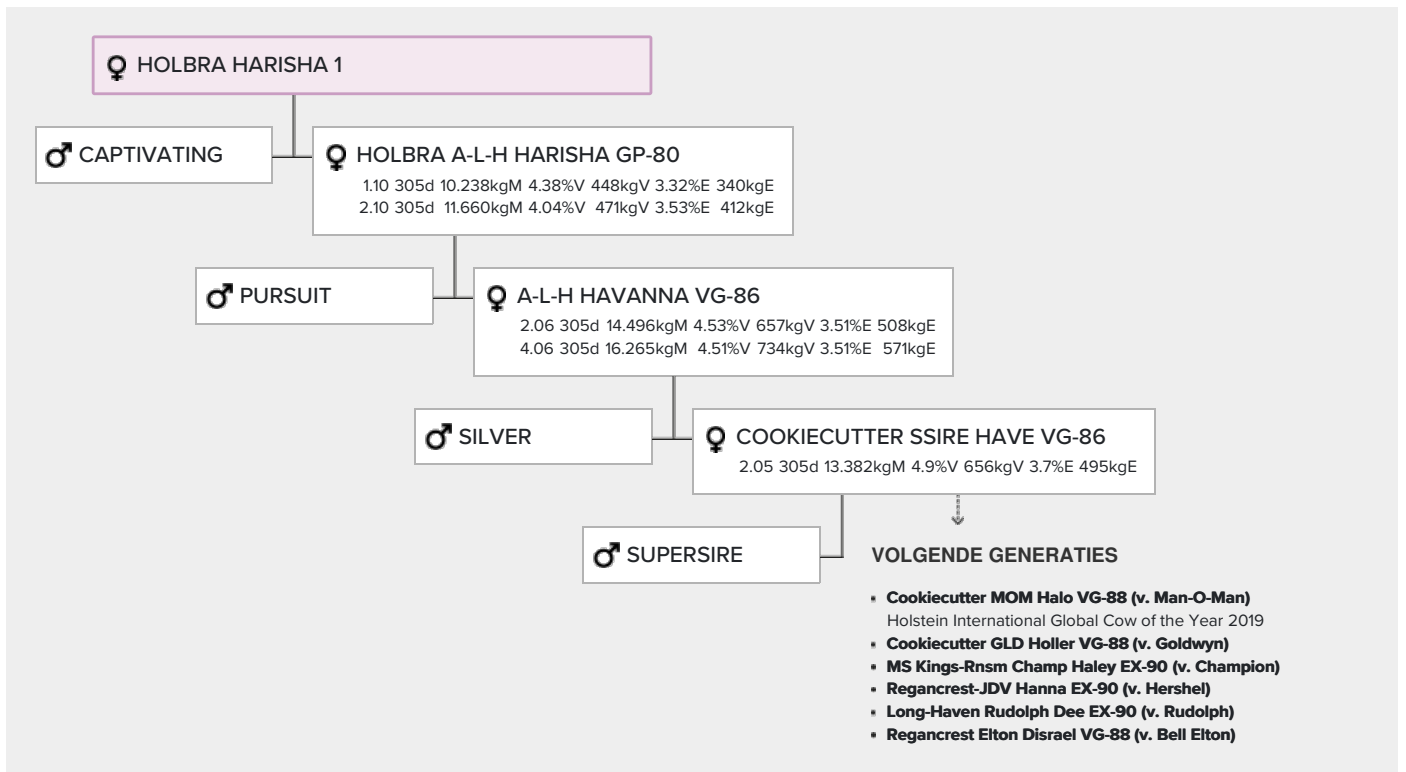 HOLBRA HARISHA 1
CAPTIVATING
HOLBRA A-L-H HARISHA GP-80
1.10 305d 10.238kgM 4.38%V 448kgV 3.32%E 340kgE
2.10 305d 11.660kgM 4.04%V 471kgV 3.53%E 412kgE
PURSUIT
A-L-H HAVANNA VG-86
2.06 305d 14.496kgM 4.53%V 657kgV 3.51%E 508kgE
4.06 305d 16.265kgM 4.51%V 734kgV 3.51%E 571kgE
SILVER
COOKIECUTTER SSIRE HAVE VG-86
2.05 305d 13.382kgM 4.9%V 656kgV 3.7%E 495kgE
SUPERSIRE
VOLGENDE GENERATIES
Cookiecutter MOM Halo VG-88 (v. Man-O-Man)
Holstein International Global Cow of the Year 2019
Cookiecutter GLD Holler VG-88 (v. Goldwyn)
MS Kings-Rnsm Champ Haley EX-90 (v. Champion)
Regancrest-JDV Hanna EX-90 (v. Hershel)
Long-Haven Rudolph Dee EX-90 (v. Rudolph)
Regancrest Elton Disrael VG-88 (v. Bell Elton)